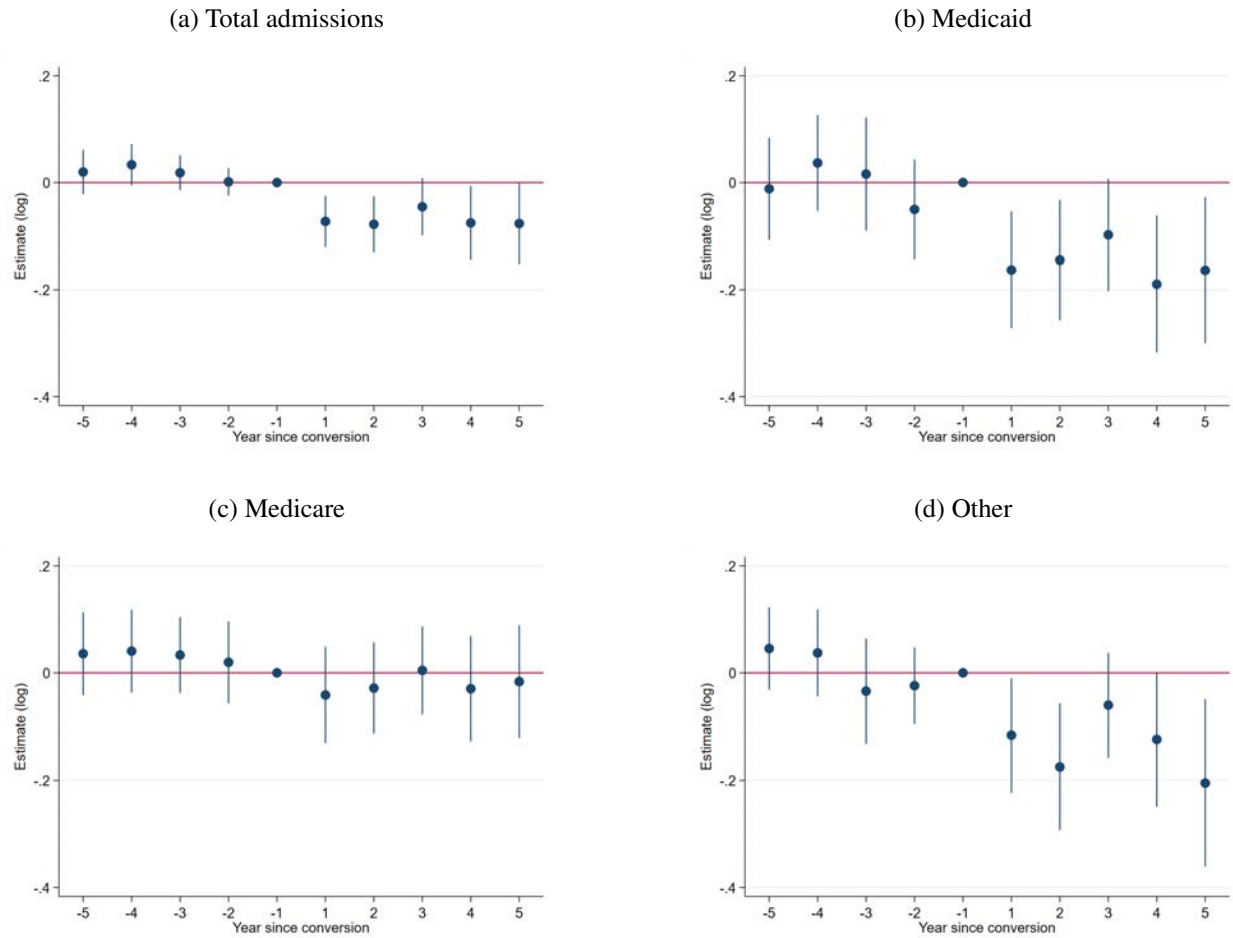 (a) Total admissions
.2
0
-.2
-.4
Estimate (log)
-5 -4 -3 -2 -1 1 2 3 4 5
Year since conversion
(b) Medicaid
.2
0
-.2
-.4
Estimate (log)
-5 -4 -3 -2 -1 1 2 3 4 5
Year since conversion
(c) Medicare
.2
0
-.2
-.4
Estimate (log)
-5 -4 -3 -2 -1 1 2 3 4 5
Year since conversion
(d) Other
.2
0
-.2
-.4
Estimate (log)
-5 -4 -3 -2 -1 1 2 3 4 5
Year since conversion